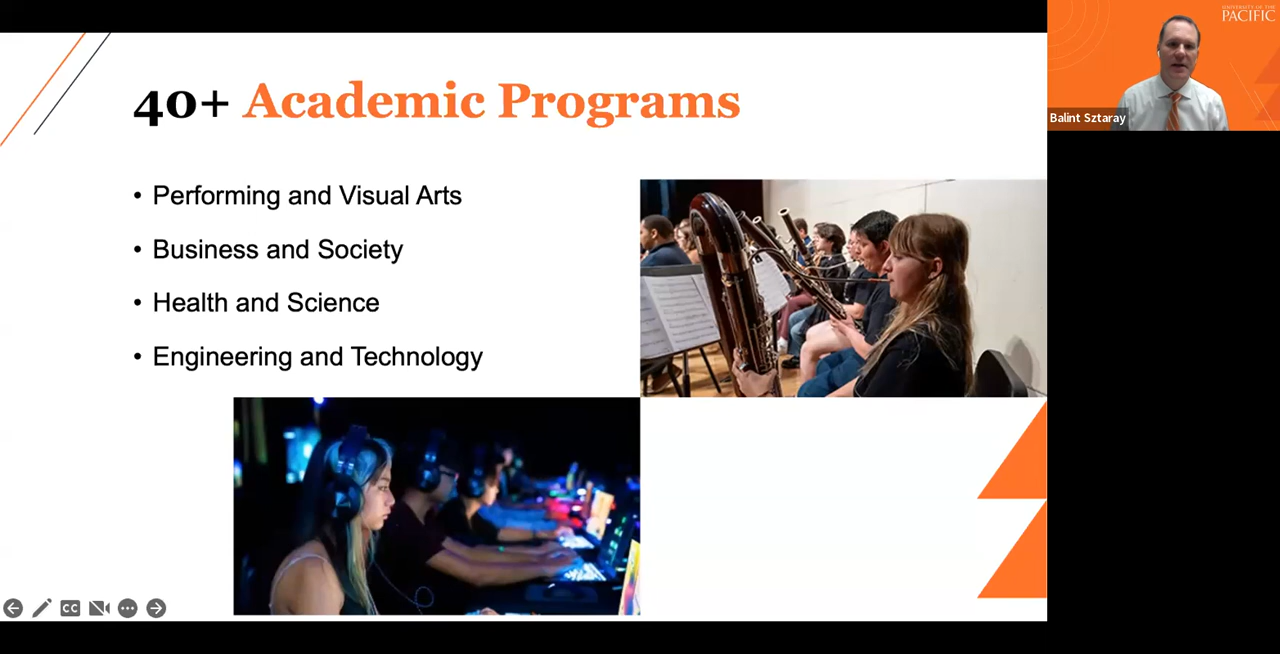 40+ Academic Programs
• Performing and Visual Arts
• Business and Society
• Health and Science
• Engineering and Technology
UNIVERSITY OF THE
PACIFIC
Balint Sztaray
CC